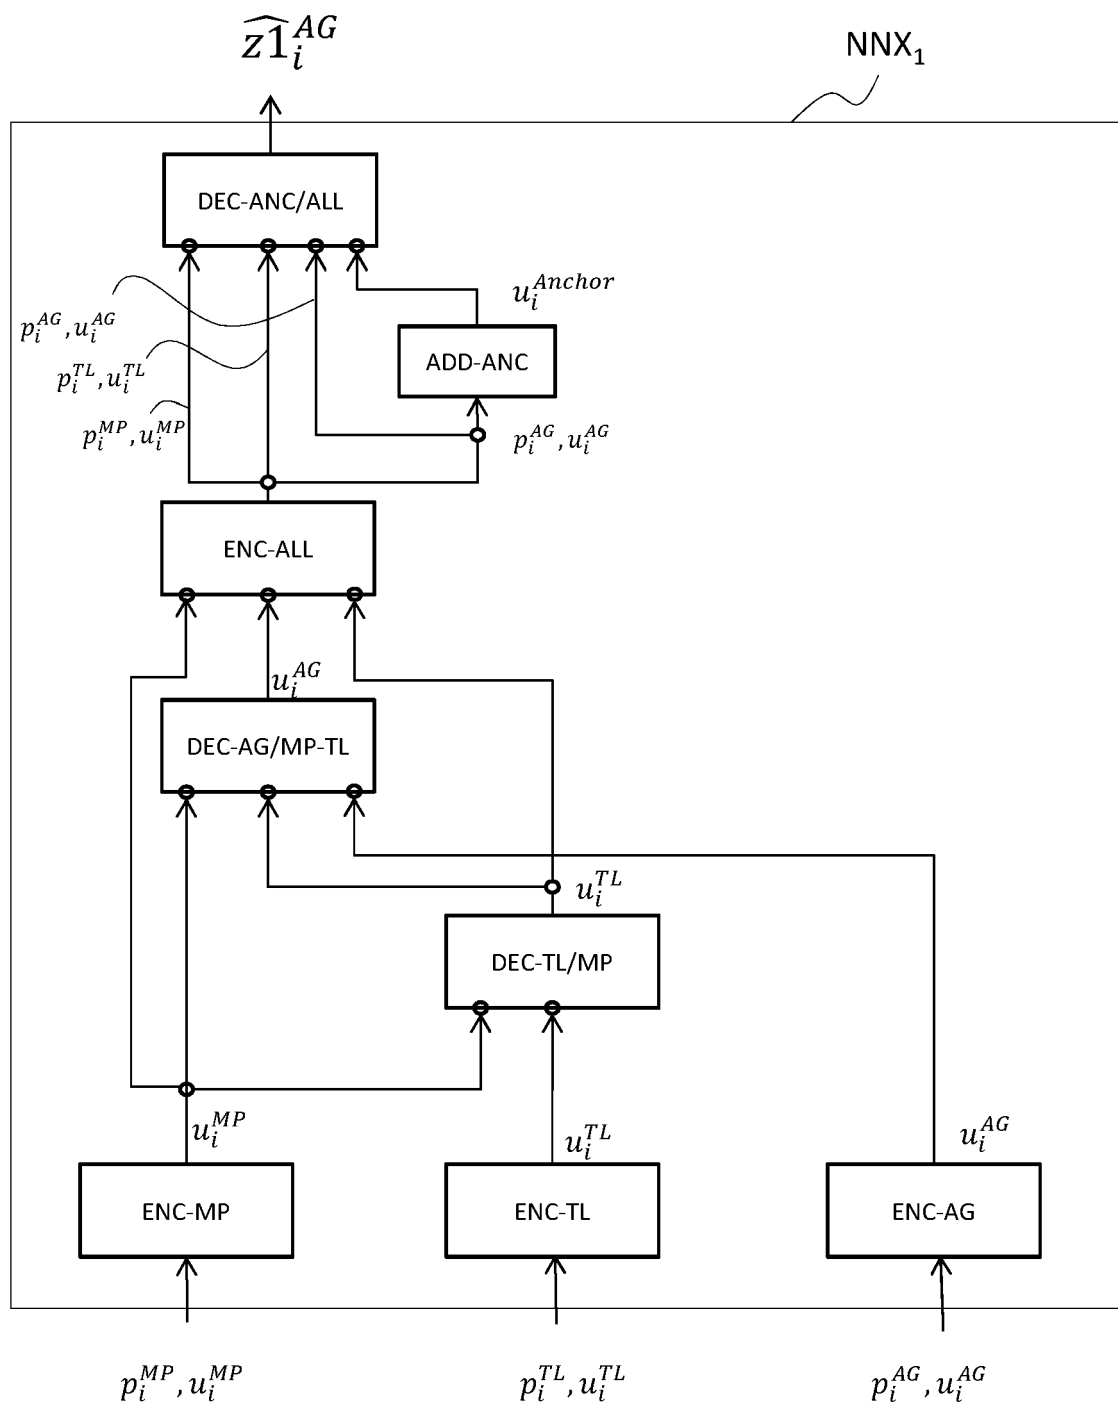 $\widehat{z1}_i^{AG}$
NNX₁
DEC-ANC/ALL
$u_i^{Anchor}$
$p_i^{AG}, u_i^{AG}$
ADD-ANC
$p_i^{TL}, u_i^{TL}$
$p_i^{MP}, u_i^{MP}$
$p_i^{AG}, u_i^{AG}$
ENC-ALL
$u_i^{AG}$
DEC-AG/MP-TL
$u_i^{TL}$
DEC-TL/MP
$u_i^{MP}$
$u_i^{TL}$
$u_i^{AG}$
ENC-MP
ENC-TL
ENC-AG
$p_i^{MP}, u_i^{MP}$
$p_i^{TL}, u_i^{TL}$
$p_i^{AG}, u_i^{AG}$